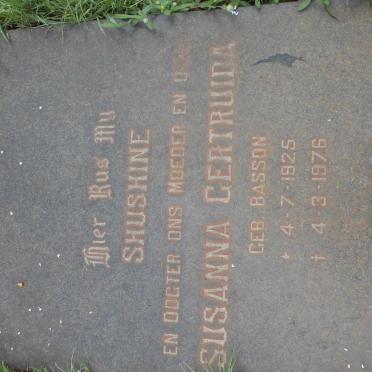 Hier Rus My
SHUSHINE
EN DOGTER ONS MOEDER EN OUMA
SUSANNA GERTRUIDA
GEB BASSON
* 4-7-1925
† 4-3-1976